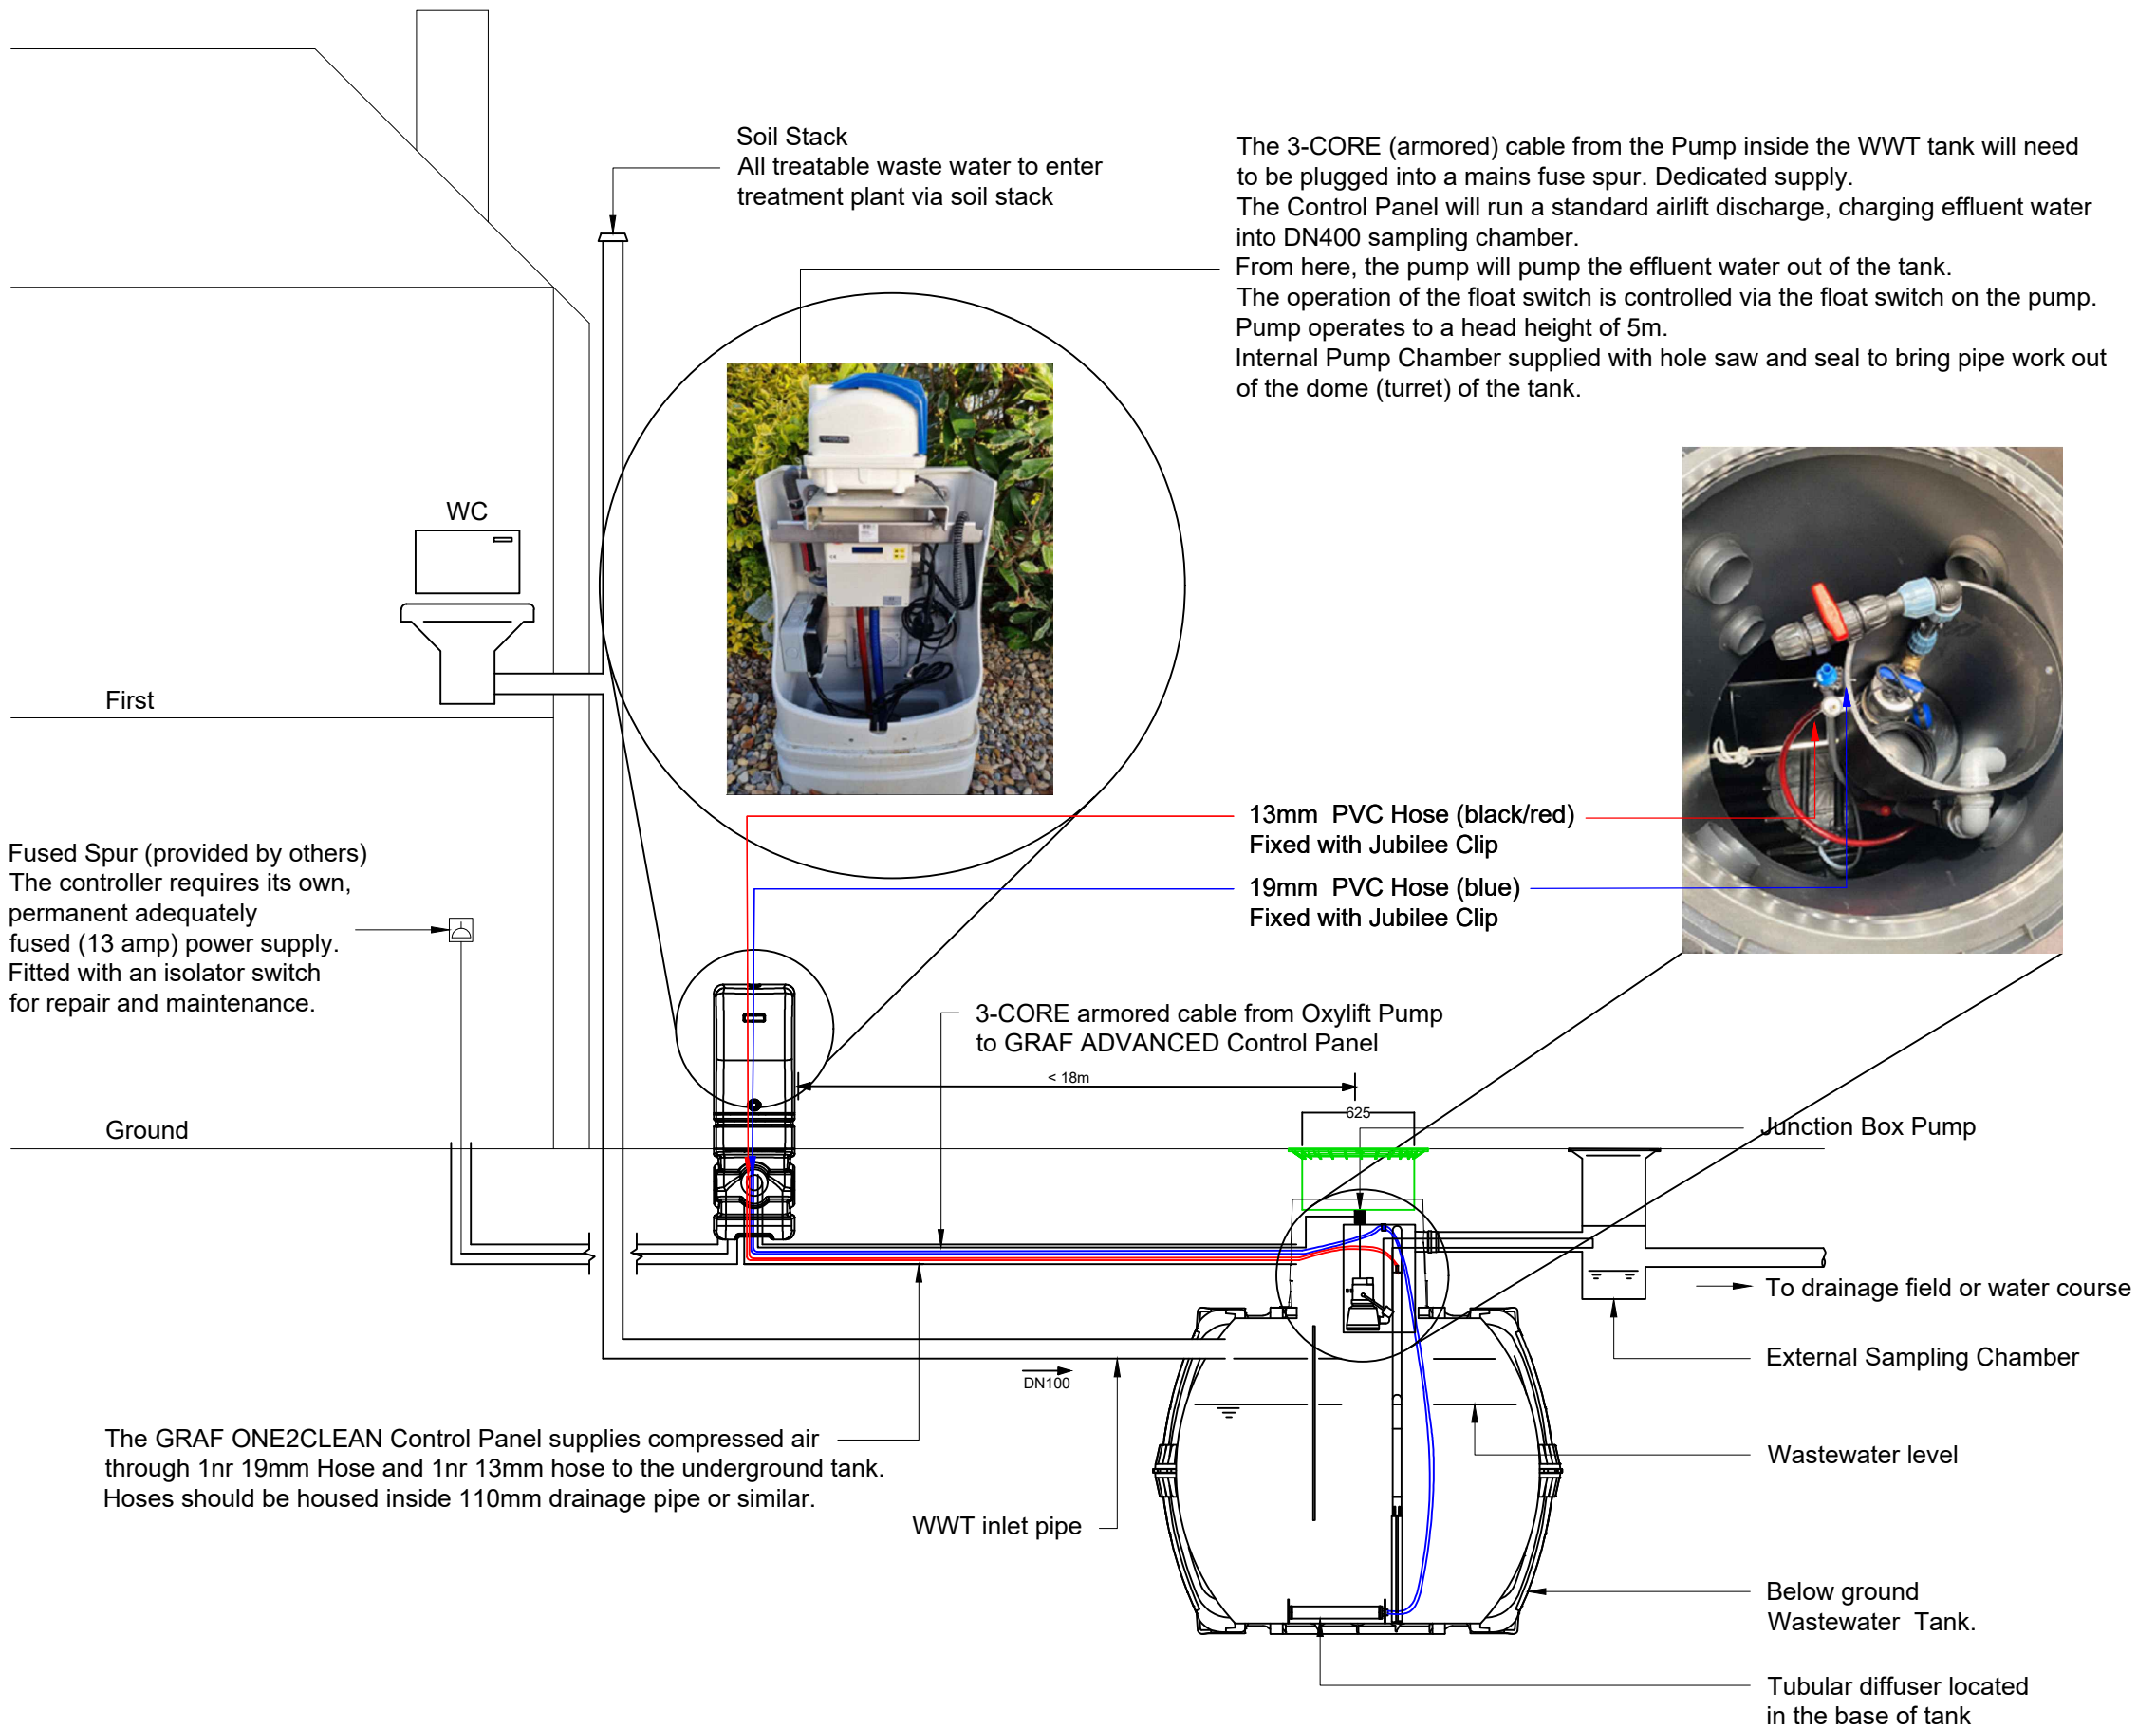 Soil Stack
All treatable waste water to enter
treatment plant via soil stack
The 3-CORE (armored) cable from the Pump inside the WWT tank will need
to be plugged into a mains fuse spur. Dedicated supply.
The Control Panel will run a standard airlift discharge, charging effluent water
into DN400 sampling chamber.
From here, the pump will pump the effluent water out of the tank.
The operation of the float switch is controlled via the float switch on the pump.
Pump operates to a head height of 5m.
Internal Pump Chamber supplied with hole saw and seal to bring pipe work out
of the dome (turret) of the tank.
WC
First
13mm PVC Hose (black/red)
Fixed with Jubilee Clip
19mm PVC Hose (blue)
Fixed with Jubilee Clip
Fused Spur (provided by others)
The controller requires its own,
permanent adequately
fused (13 amp) power supply.
Fitted with an isolator switch
for repair and maintenance.
3-CORE armored cable from Oxylift Pump
to GRAF ADVANCED Control Panel
< 18m
625
Ground
Junction Box Pump
To drainage field or water course
External Sampling Chamber
DN100
The GRAF ONE2CLEAN Control Panel supplies compressed air
through 1nr 19mm Hose and 1nr 13mm hose to the underground tank.
Hoses should be housed inside 110mm drainage pipe or similar.
Wastewater level
WWT inlet pipe
Below ground
Wastewater Tank.
Tubular diffuser located
in the base of tank